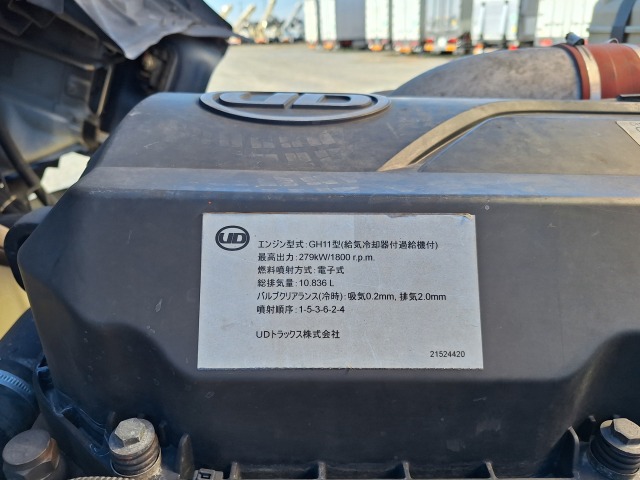 UD
UD
エンジン型式:GH11型(給気冷却器付過給機付)
最高出力:279kW/1800 r.p.m.
燃料噴射方式:電子式
総排気量:10.836 L
バルブクリアランス(冷時):吸気0.2mm, 排気2.0mm
噴射順序:1-5-3-6-2-4
UDトラックス株式会社
21524420